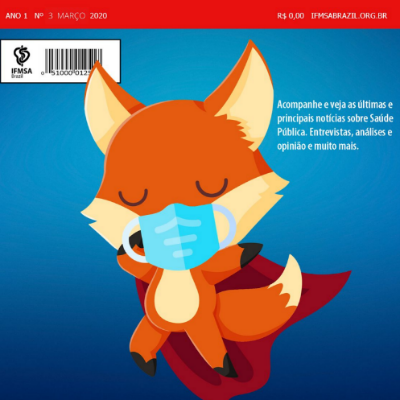 ANO 1 Nº 3 MARÇO 2020 R$ 0,00 IFMSABRAZIL.ORG.BR
IFMSA
Brazil
Acompanhe e veja as últimas e
principais notícias sobre Saúde
Pública. Entrevistas, análises e
opinião e muito mais.